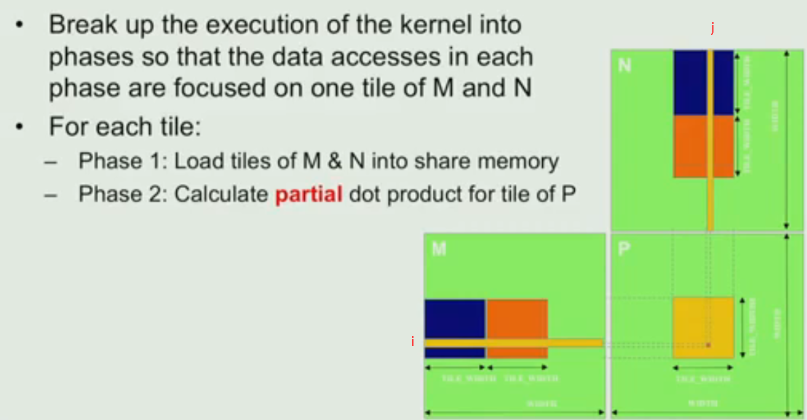 • Break up the execution of the kernel into
phases so that the data accesses in each
phase are focused on one tile of M and N
• For each tile:
– Phase 1: Load tiles of M & N into share memory
– Phase 2: Calculate partial dot product for tile of P
j
N
TILE_WIDTH
TILE_WIDTH
WIDTH
M
P
i
TILE_WIDTH
WIDTH
TILE_WIDTH TILE_WIDTH
TILE_WIDTH
WIDTH
WIDTH